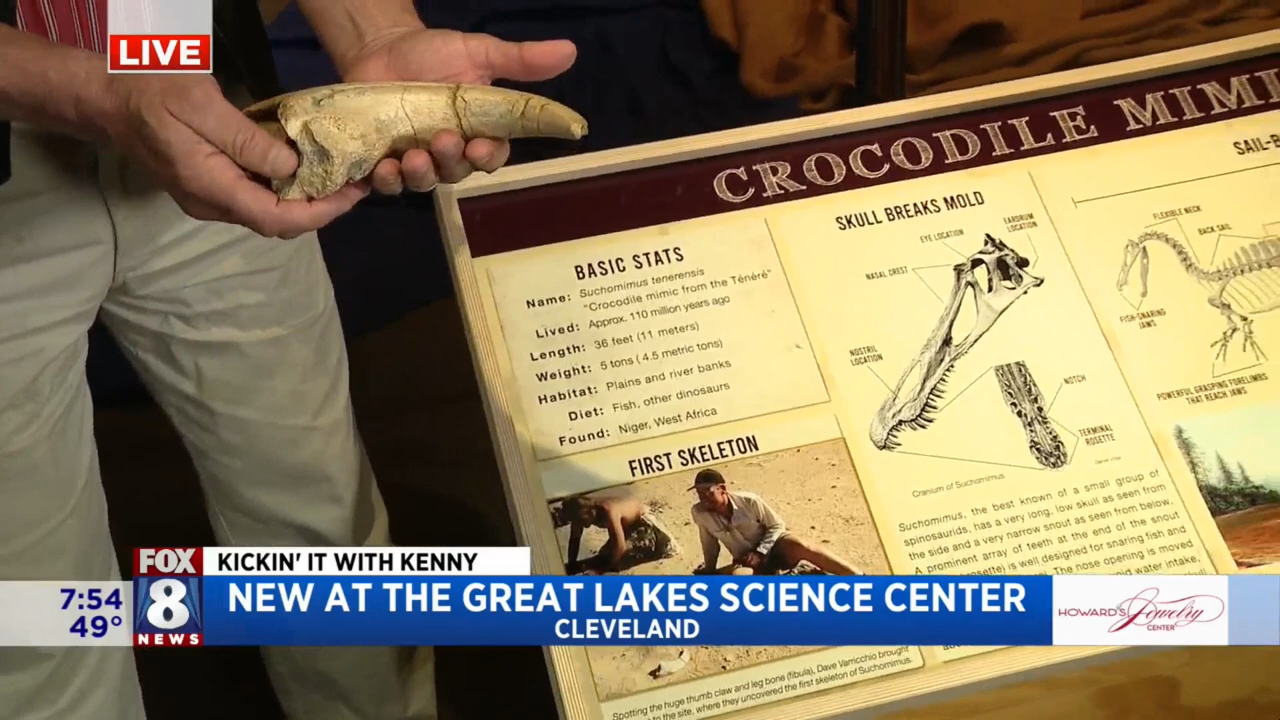 LIVE
CROCODILE MIM
BASIC STATS
Name: Suchomimus tenerensis
"Crocodile mimic from the Ténéré"
Lived: Approx. 110 million years ago
Length: 36 feet (11 meters)
Weight: 5 tons (4.5 metric tons)
Habitat: Plains and river banks
Diet: Fish, other dinosaurs
Found: Niger, West Africa
FIRST SKELETON
Spotting the huge thumb claw and leg bone (fibula), Dave Varricchio brought
to the site, where they uncovered the first skeleton of Suchomimus.
SKULL BREAKS MOLD
EYE LOCATION
EARDRUM
LOCATION
NASAL CREST
NOSTRIL
LOCATION
NOTCH
TERMINAL
ROSETTE
Cranium of Suchomimus
Suchomimus, the best known of a small group of
spinosaurids, has a very long, low skull as seen from
the side and a very narrow snout as seen from below.
A prominent array of teeth at the end of the snout
is well designed for snaring fish and
The nose opening is moved
water intake,
SAIL-B
FLEXIBLE NECK
BACK SAIL
FISH-SNARING
JAWS
POWERFUL GRASPING FORELIMBS
THAT REACH JAWS
KICKIN' IT WITH KENNY
FOX
8
NEWS
7:54
49°
NEW AT THE GREAT LAKES SCIENCE CENTER
CLEVELAND
HOWARD'S Jewelry
CENTER